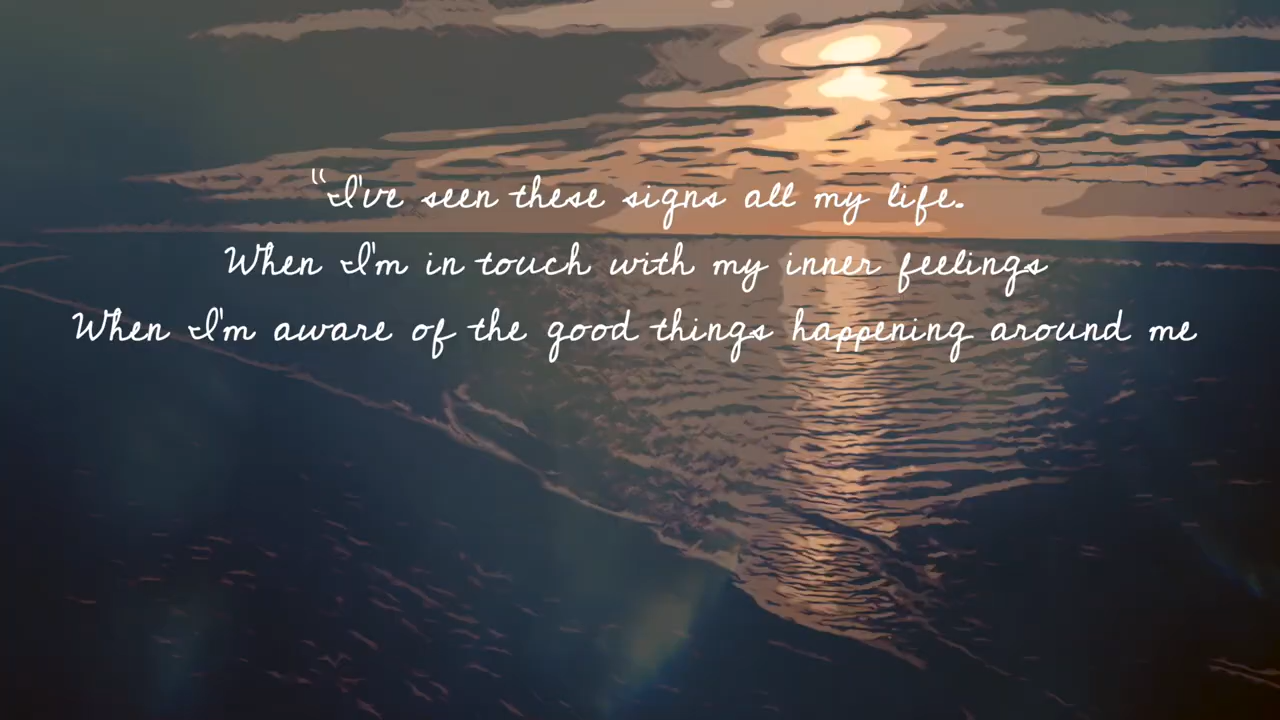 “I've seen these signs all my life.
When I'm in touch with my inner feelings
When I'm aware of the good things happening around me